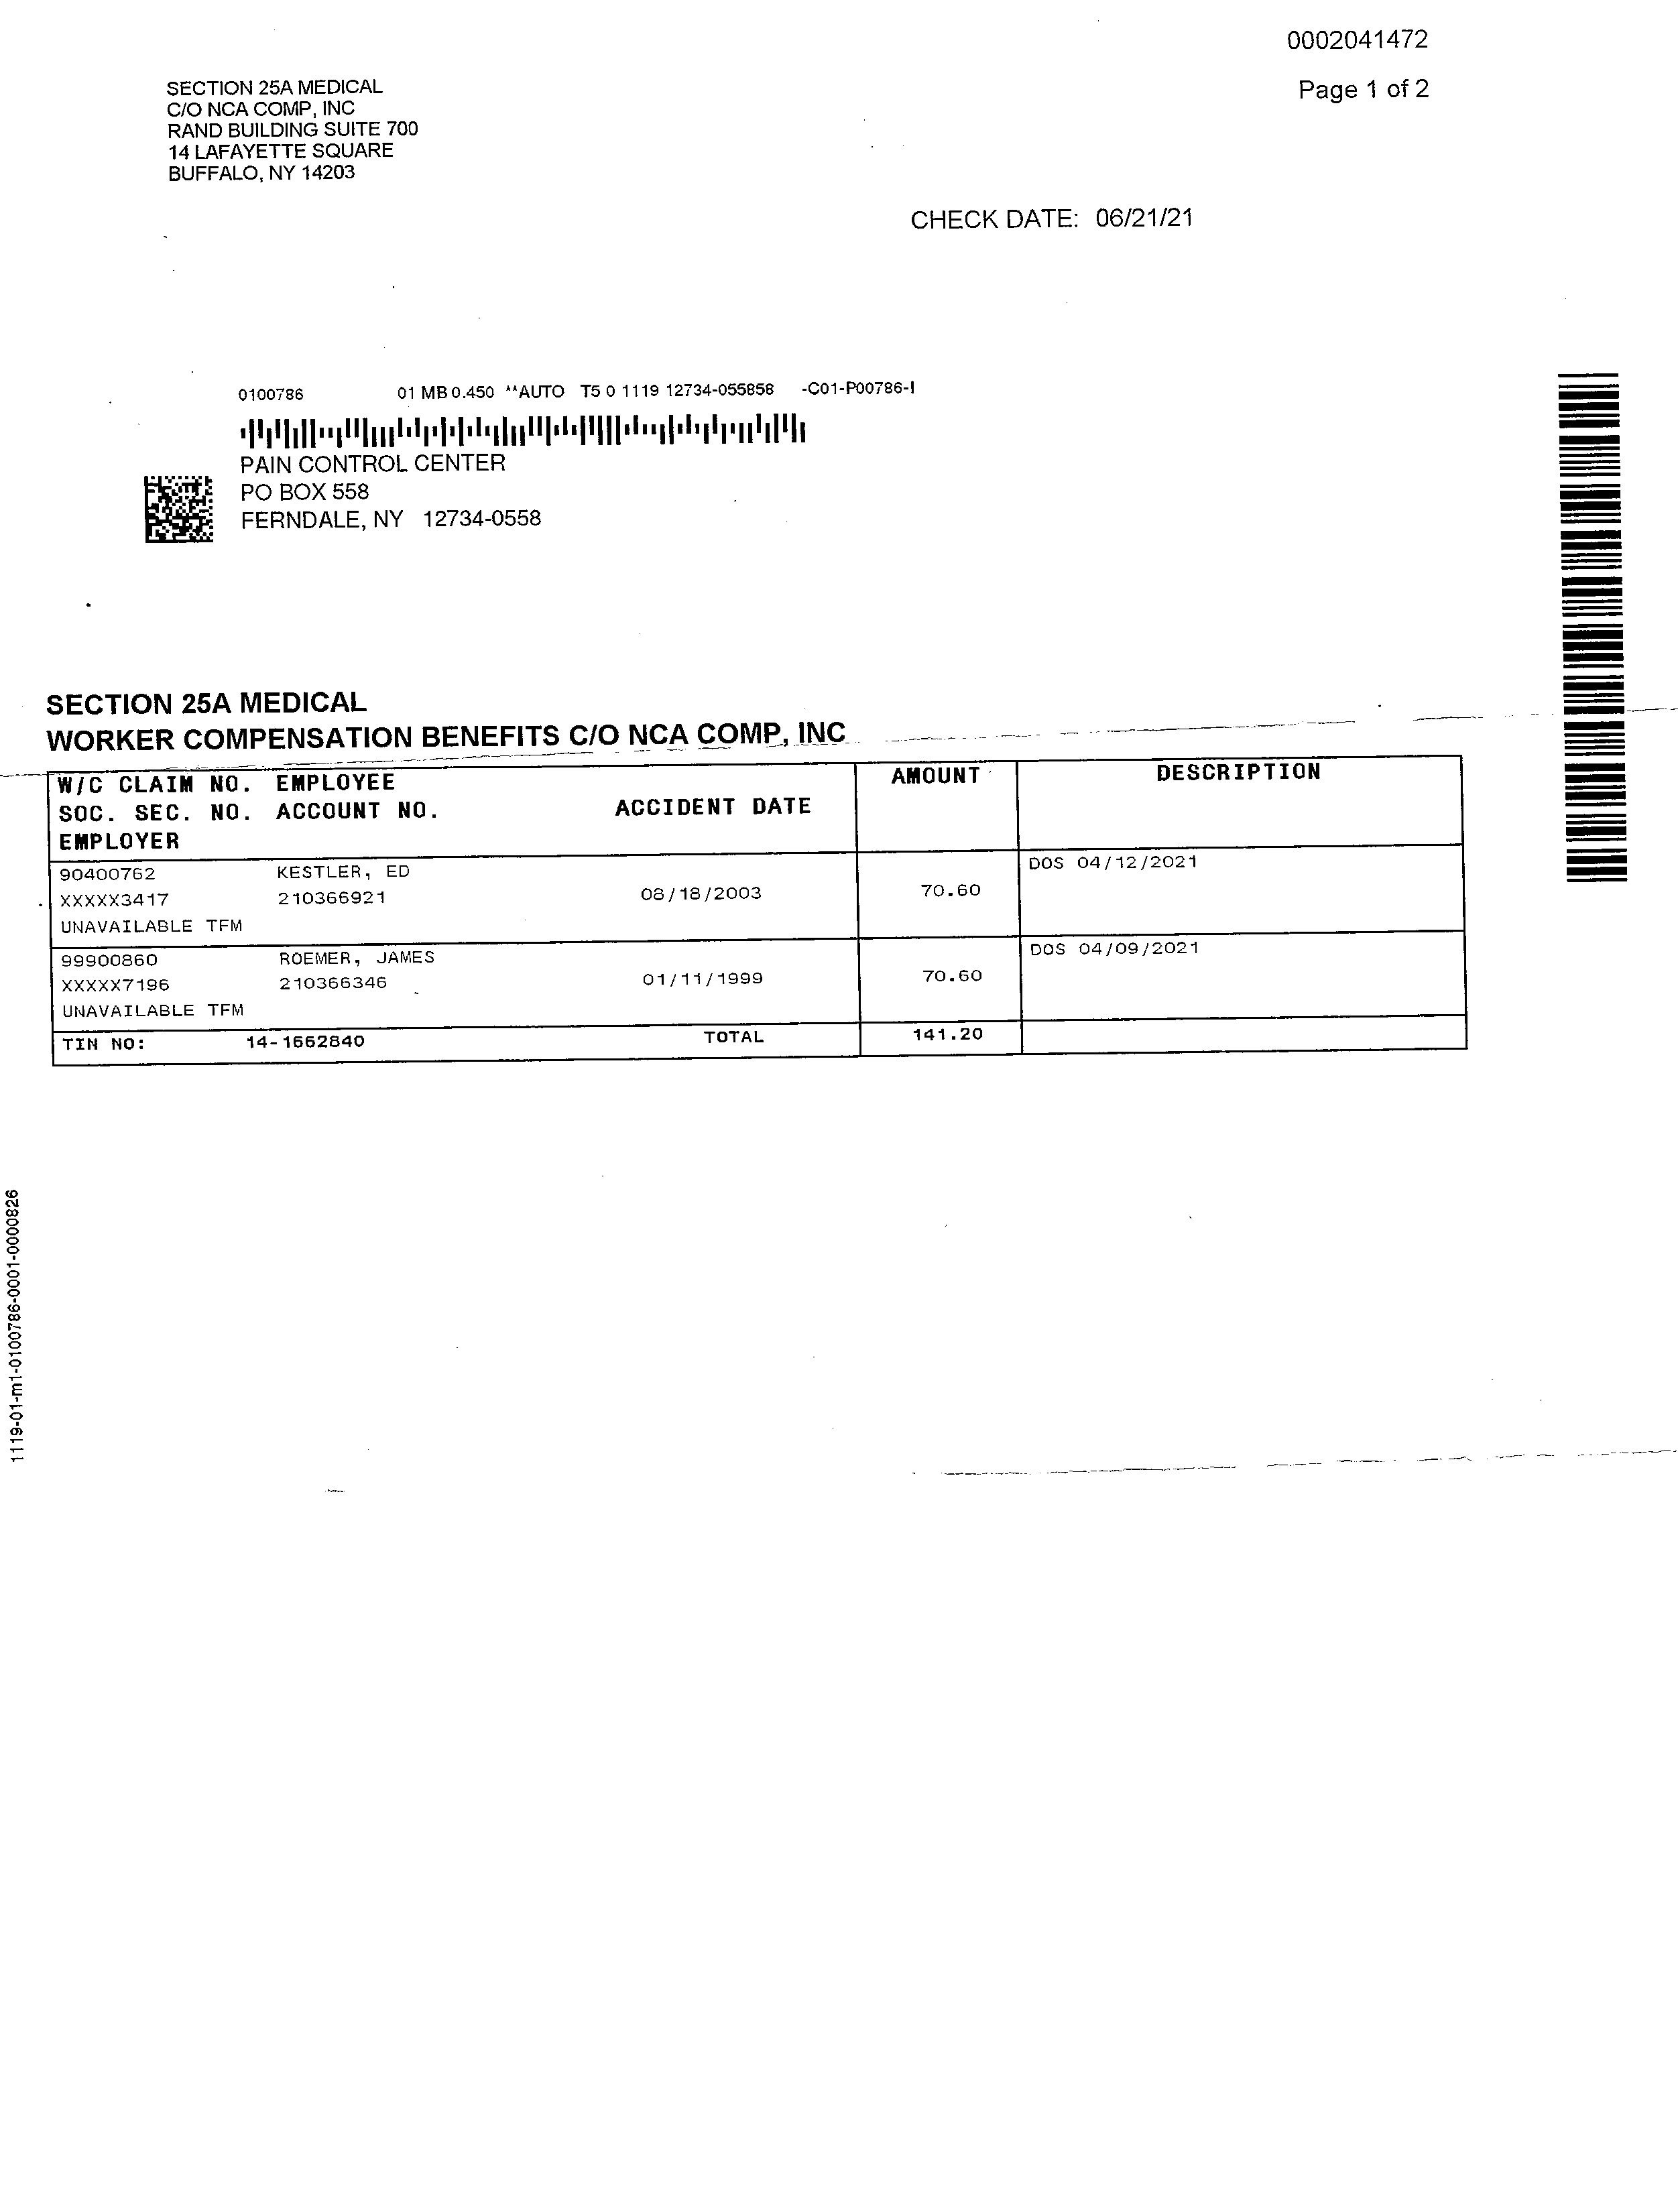 0002041472
Page 1 of 2
SECTION 25A MEDICAL
C/O NCA COMP, INC
RAND BUILDING SUITE 700
14 LAFAYETTE SQUARE
BUFFALO, NY 14203
CHECK DATE: 06/21/21
0100786 01 MB 0.450 **AUTO T5 0 1119 12734-055858 -C01-P00786-I
PAIN CONTROL CENTER
PO BOX 558
FERNDALE, NY 12734-0558
SECTION 25A MEDICAL
WORKER COMPENSATION BENEFITS C/O NCA COMP, INC
W/C CLAIM NO. EMPLOYEE AMOUNT DESCRIPTION
SOC. SEC. NO. ACCOUNT NO. ACCIDENT DATE
EMPLOYER
90400762 KESTLER, ED DOS 04/12/2021
XXXXX3417 210366921 08/18/2003 70.60
UNAVAILABLE TFM
99900860 ROEMER, JAMES DOS 04/09/2021
XXXXX7196 210366346 01/11/1999 70.60
UNAVAILABLE TFM
TIN NO: 14-1662840 TOTAL 141.20
1119-01-m1-0100786-0001-0000826